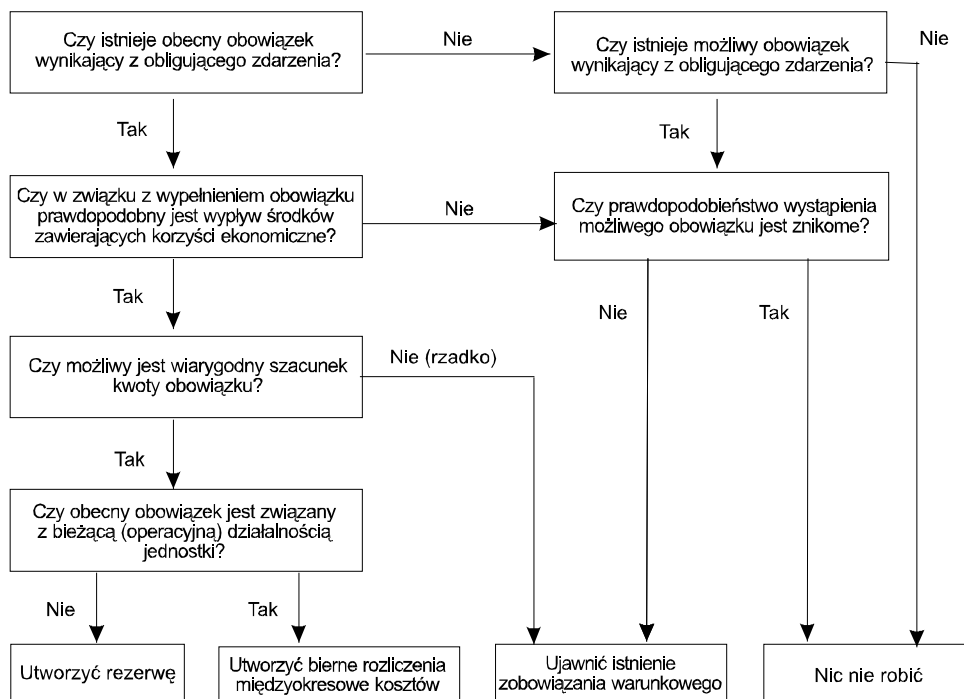 Czy istnieje obecny obowiązek
wynikający z obligującego zdarzenia?
Nie
Czy istnieje możliwy obowiązek
wynikający z obligującego zdarzenia?
Nie
Tak
Tak
Czy w związku z wypełnieniem obowiązku
prawdopodobny jest wypływ środków
zawierających korzyści ekonomiczne?
Nie
Czy prawdopodobieństwo wystąpienia
możliwego obowiązku jest znikome?
Tak
Nie
Tak
Czy możliwy jest wiarygodny szacunek
kwoty obowiązku?
Nie (rzadko)
Tak
Czy obecny obowiązek jest związany
z bieżącą (operacyjną) działalnością
jednostki?
Nie
Tak
Utworzyć rezerwę
Utworzyć bierne rozliczenia
międzyokresowe kosztów
Ujawnić istnienie
zobowiązania warunkowego
Nic nie robić